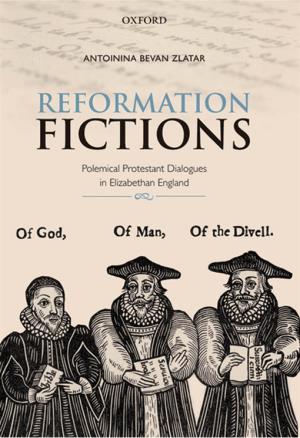 OXFORD
ANTOININA BEVAN ZLATAR
REFORMATION
FICTIONS
Polemical Protestant Dialogues
in Elizabethan England
Of God,
Of Man,
Of the Divell.
Bible